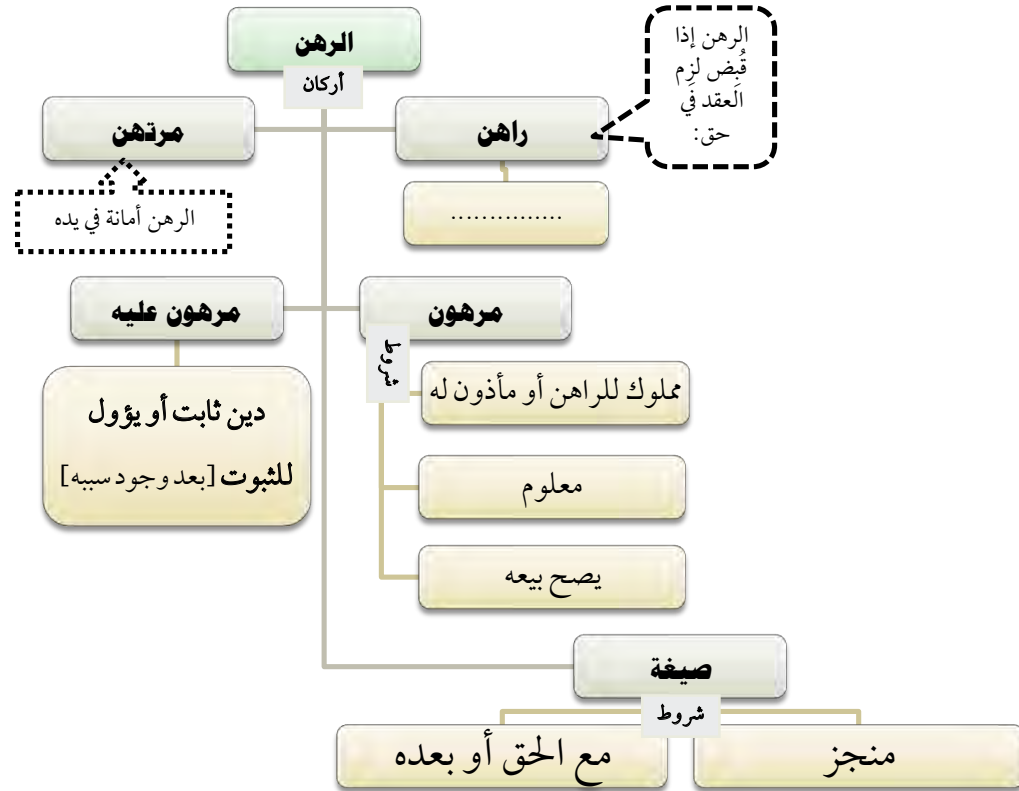 الرهن
أركان
الرهن إذا
قُبِض لزِم
العقد في
حق:
راهن
...............
مرتهن
الرهن أمانة في يده
مرهون
شروط
مملوك للراهن أو مأذون له
معلوم
يصح بيعه
مرهون عليه
دين ثابت أو يؤول
للثبوت [بعد وجود سببه]
صيغة
شروط
منجز
مع الحق أو بعده